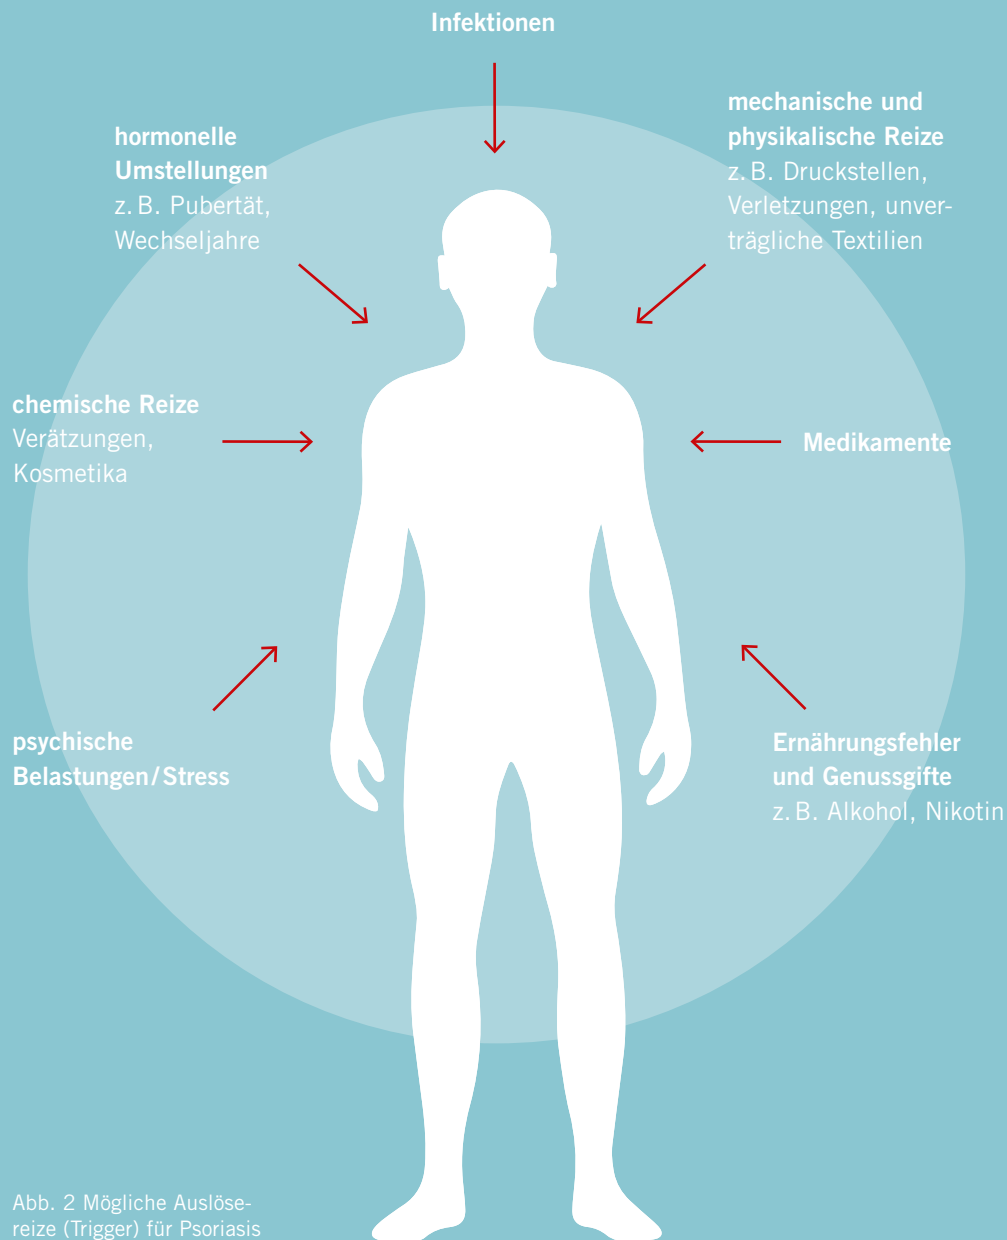 Infektionen
hormonelle
Umstellungen
z. B. Pubertät,
Wechseljahre
mechanische und
physikalische Reize
z. B. Druckstellen,
Verletzungen, unver-
trägliche Textilien
chemische Reize
Verätzungen,
Kosmetika
Medikamente
psychische
Belastungen/Stress
Ernährungsfehler
und Genussgifte
z. B. Alkohol, Nikotin
Abb. 2 Mögliche Auslöse-
reize (Trigger) für Psoriasis